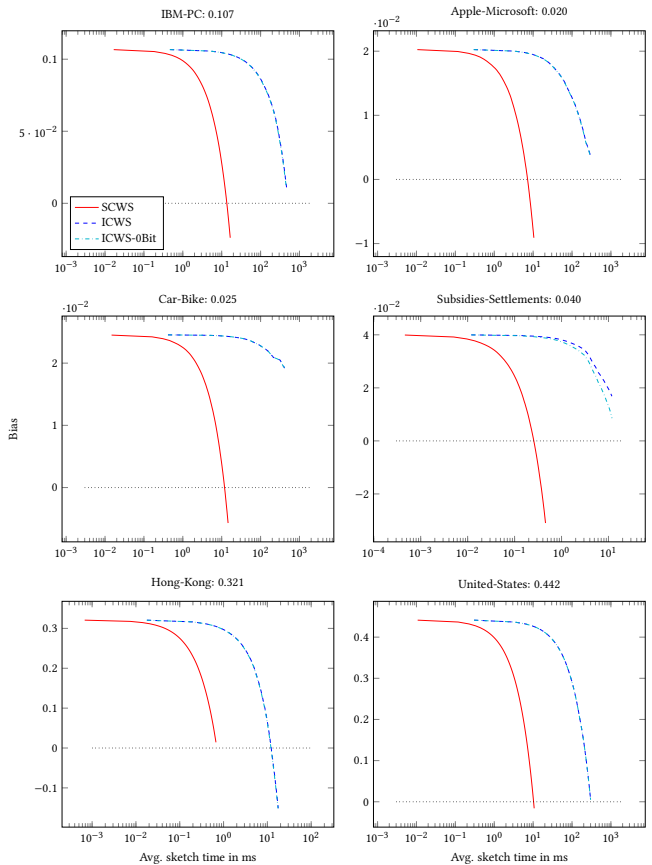 IBM-PC: 0.107
0.1
5 · 10⁻²
0
SCWS
ICWS
ICWS-0Bit
10⁻³ 10⁻² 10⁻¹ 10⁰ 10¹ 10² 10³
Apple-Microsoft: 0.020
·10⁻²
2
1
0
−1
10⁻³ 10⁻² 10⁻¹ 10⁰ 10¹ 10² 10³
Car-Bike: 0.025
·10⁻²
2
1
0
Bias
10⁻³ 10⁻² 10⁻¹ 10⁰ 10¹ 10² 10³
Subsidies-Settlements: 0.040
·10⁻²
4
2
0
−2
10⁻⁴ 10⁻³ 10⁻² 10⁻¹ 10⁰ 10¹
Hong-Kong: 0.321
0.3
0.2
0.1
0
−0.1
10⁻³ 10⁻² 10⁻¹ 10⁰ 10¹ 10²
Avg. sketch time in ms
United-States: 0.442
0.4
0.2
0
10⁻³ 10⁻² 10⁻¹ 10⁰ 10¹ 10² 10³
Avg. sketch time in ms